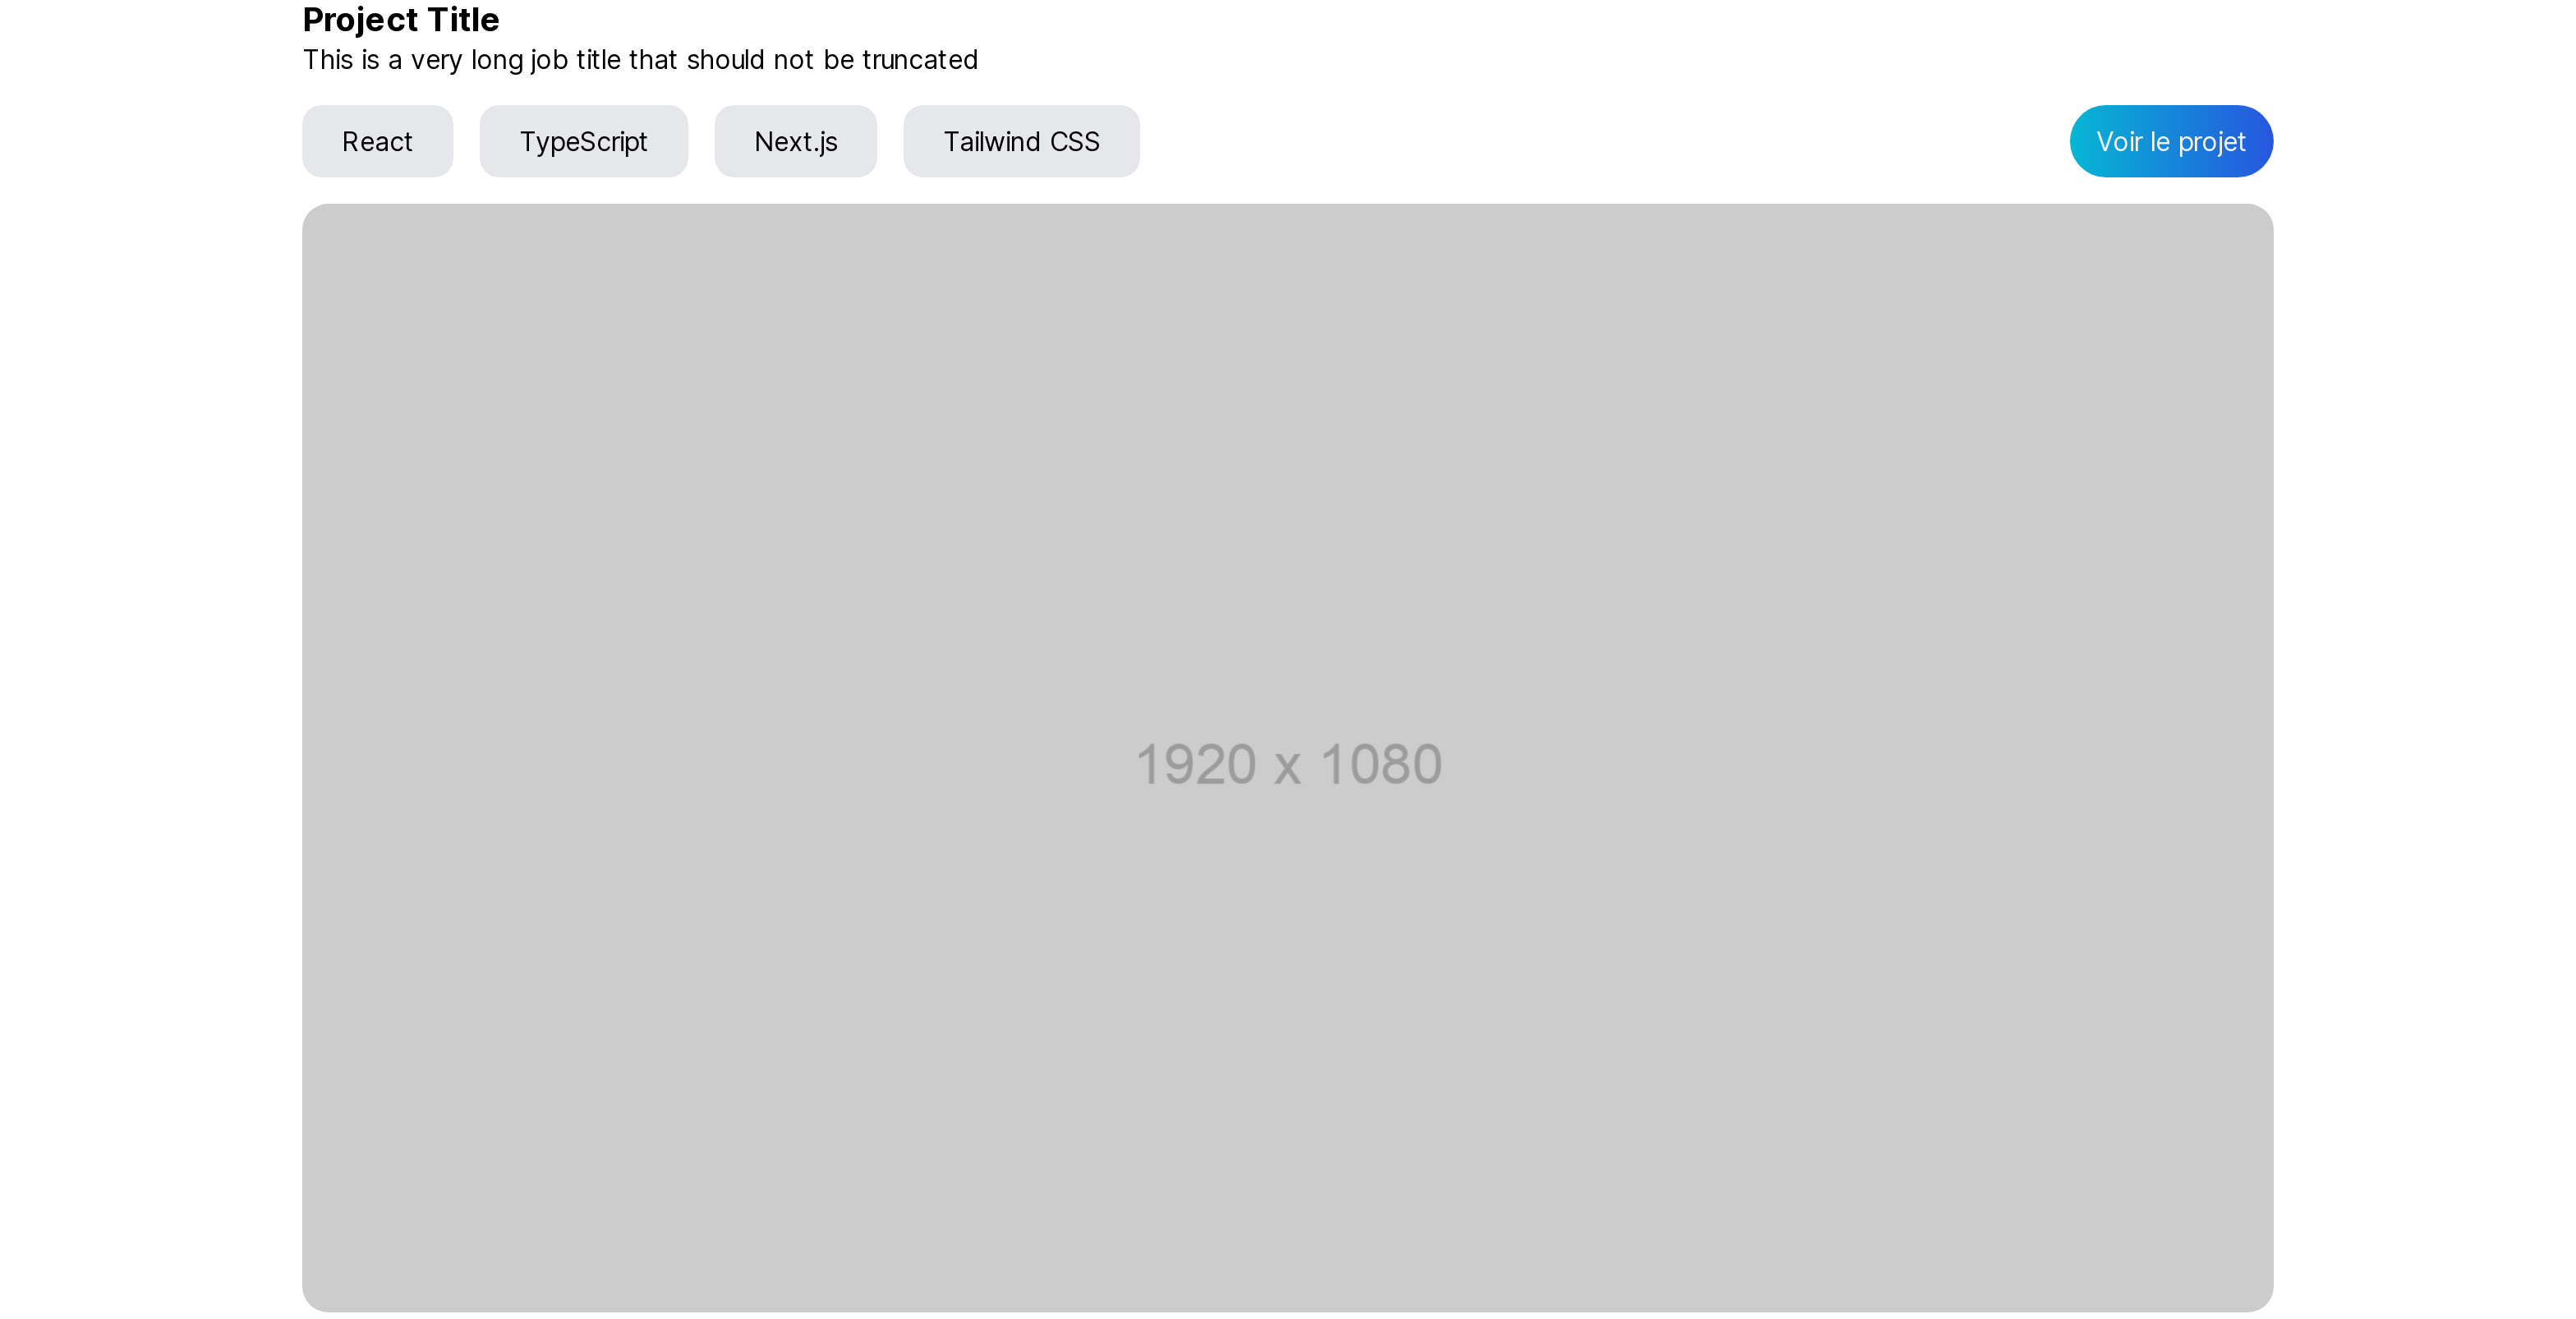 Project Title
This is a very long job title that should not be truncated
React TypeScript Next.js Tailwind CSS Voir le projet
1920 x 1080